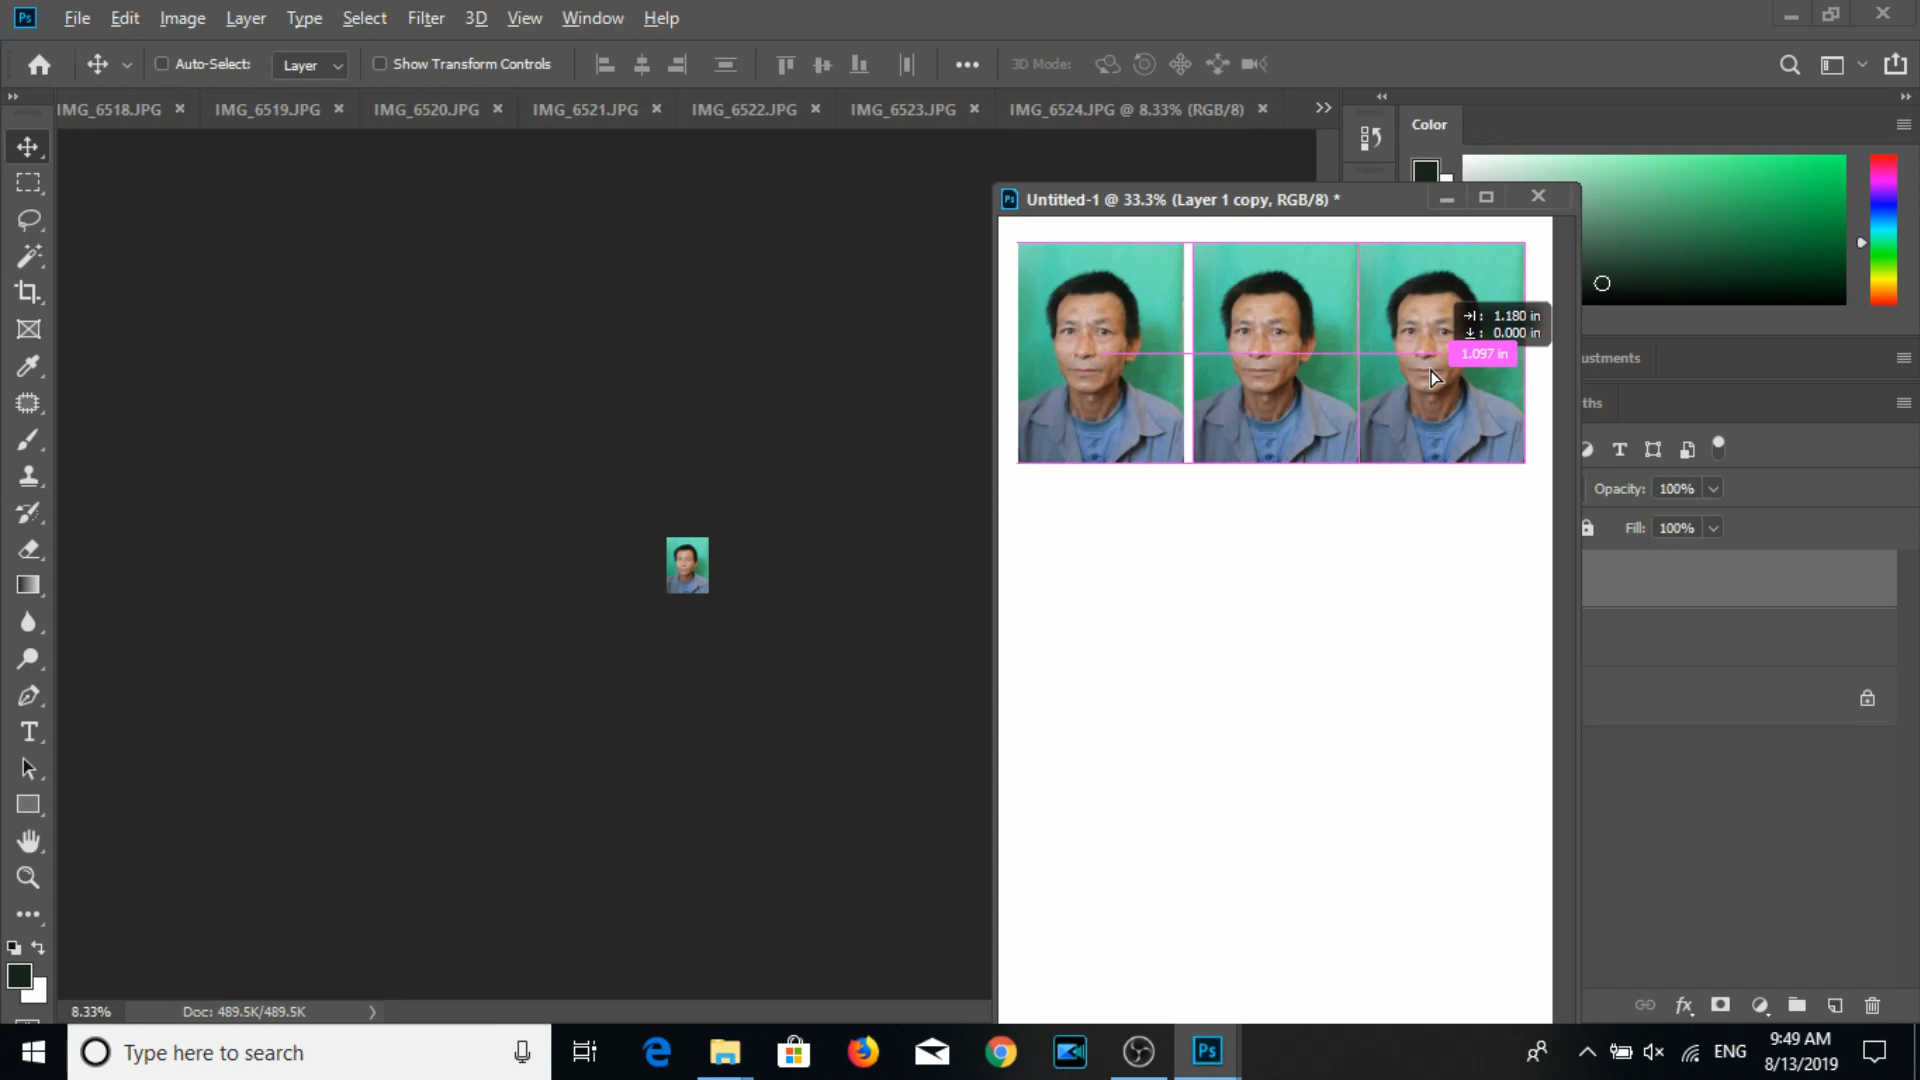 Ps File Edit Image Layer Type Select Filter 3D View Window Help
Auto-Select: Layer Show Transform Controls 3D Mode:
IMG_6518.JPG IMG_6519.JPG IMG_6520.JPG IMG_6521.JPG IMG_6522.JPG IMG_6523.JPG IMG_6524.JPG @ 8.33% (RGB/8)
Color
Ps Untitled-1 @ 33.3% (Layer 1 copy, RGB/8) *
1.180 in
0.000 in
1.097 in
ustments
ths
Opacity: 100%
Fill: 100%
8.33% Doc: 489.5K/489.5K
fx
Type here to search
Ps
ENG
9:49 AM
8/13/2019